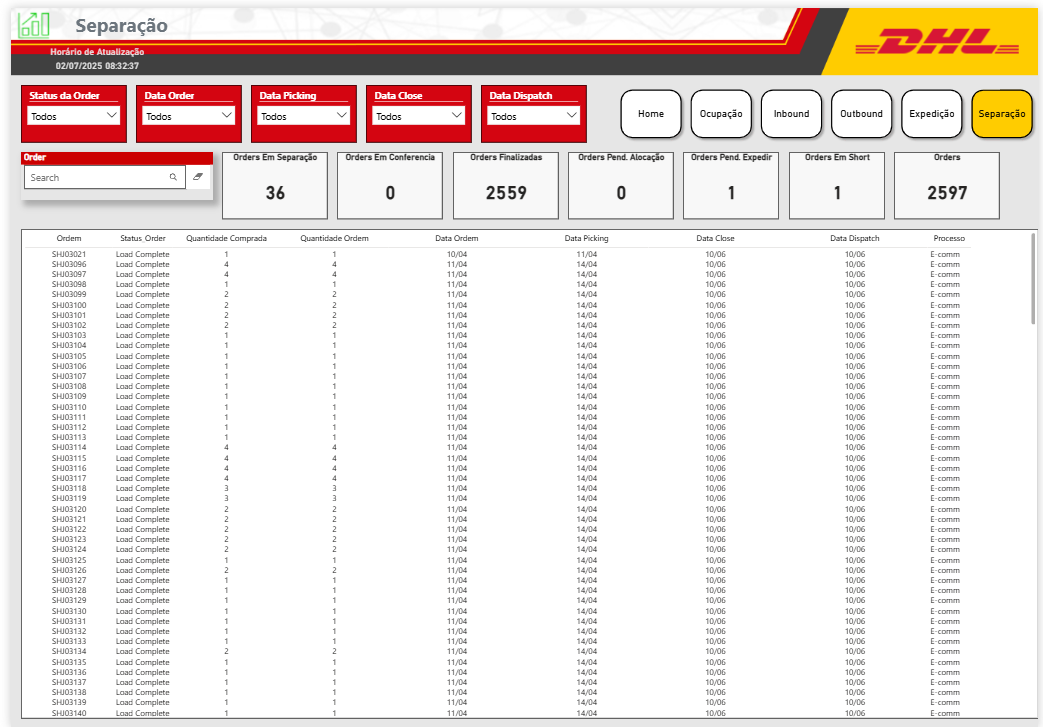 Separação
DHL
Horário de Atualização
02/07/2025 08:32:37
Status da Order Data Order Data Picking Data Close Data Dispatch
Todos Todos Todos Todos Todos
Home Ocupação Inbound Outbound Expedição Separação
Order
Search
Orders Em Separação Orders Em Conferencia Orders Finalizadas Orders Pend. Alocação Orders Pend. Expedir Orders Em Short Orders
36 0 2559 0 1 1 2597
Ordem Status_Order Quantidade Comprada Quantidade Ordem Data Ordem Data Picking Data Close Data Dispatch Processo
SHJ03021 Load Complete 1 1 10/04 11/04 10/06 10/06 E-comm
SHJ03096 Load Complete 4 4 11/04 14/04 10/06 10/06 E-comm
SHJ03097 Load Complete 4 4 11/04 14/04 10/06 10/06 E-comm
SHJ03098 Load Complete 1 1 11/04 14/04 10/06 10/06 E-comm
SHJ03099 Load Complete 2 2 11/04 14/04 10/06 10/06 E-comm
SHJ03100 Load Complete 2 2 11/04 14/04 10/06 10/06 E-comm
SHJ03101 Load Complete 2 2 11/04 14/04 10/06 10/06 E-comm
SHJ03102 Load Complete 2 2 11/04 14/04 10/06 10/06 E-comm
SHJ03103 Load Complete 1 1 11/04 14/04 10/06 10/06 E-comm
SHJ03104 Load Complete 1 1 11/04 14/04 10/06 10/06 E-comm
SHJ03105 Load Complete 1 1 11/04 14/04 10/06 10/06 E-comm
SHJ03106 Load Complete 1 1 11/04 14/04 10/06 10/06 E-comm
SHJ03107 Load Complete 1 1 11/04 14/04 10/06 10/06 E-comm
SHJ03108 Load Complete 1 1 11/04 14/04 10/06 10/06 E-comm
SHJ03109 Load Complete 1 1 11/04 14/04 10/06 10/06 E-comm
SHJ03110 Load Complete 1 1 11/04 14/04 10/06 10/06 E-comm
SHJ03111 Load Complete 1 1 11/04 14/04 10/06 10/06 E-comm
SHJ03112 Load Complete 1 1 11/04 14/04 10/06 10/06 E-comm
SHJ03113 Load Complete 1 1 11/04 14/04 10/06 10/06 E-comm
SHJ03114 Load Complete 4 4 11/04 14/04 10/06 10/06 E-comm
SHJ03115 Load Complete 4 4 11/04 14/04 10/06 10/06 E-comm
SHJ03116 Load Complete 4 4 11/04 14/04 10/06 10/06 E-comm
SHJ03117 Load Complete 4 4 11/04 14/04 10/06 10/06 E-comm
SHJ03118 Load Complete 3 3 11/04 14/04 10/06 10/06 E-comm
SHJ03119 Load Complete 3 3 11/04 14/04 10/06 10/06 E-comm
SHJ03120 Load Complete 2 2 11/04 14/04 10/06 10/06 E-comm
SHJ03121 Load Complete 2 2 11/04 14/04 10/06 10/06 E-comm
SHJ03122 Load Complete 2 2 11/04 14/04 10/06 10/06 E-comm
SHJ03123 Load Complete 2 2 11/04 14/04 10/06 10/06 E-comm
SHJ03124 Load Complete 2 2 11/04 14/04 10/06 10/06 E-comm
SHJ03125 Load Complete 1 1 11/04 14/04 10/06 10/06 E-comm
SHJ03126 Load Complete 2 2 11/04 14/04 10/06 10/06 E-comm
SHJ03127 Load Complete 1 1 11/04 14/04 10/06 10/06 E-comm
SHJ03128 Load Complete 1 1 11/04 14/04 10/06 10/06 E-comm
SHJ03129 Load Complete 1 1 11/04 14/04 10/06 10/06 E-comm
SHJ03130 Load Complete 1 1 11/04 14/04 10/06 10/06 E-comm
SHJ03131 Load Complete 1 1 11/04 14/04 10/06 10/06 E-comm
SHJ03132 Load Complete 1 1 11/04 14/04 10/06 10/06 E-comm
SHJ03133 Load Complete 1 1 11/04 14/04 10/06 10/06 E-comm
SHJ03134 Load Complete 2 2 11/04 14/04 10/06 10/06 E-comm
SHJ03135 Load Complete 1 1 11/04 14/04 10/06 10/06 E-comm
SHJ03136 Load Complete 1 1 11/04 14/04 10/06 10/06 E-comm
SHJ03137 Load Complete 1 1 11/04 14/04 10/06 10/06 E-comm
SHJ03138 Load Complete 1 1 11/04 14/04 10/06 10/06 E-comm
SHJ03139 Load Complete 1 1 11/04 14/04 10/06 10/06 E-comm
SHJ03140 Load Complete 1 1 11/04 14/04 10/06 10/06 E-comm